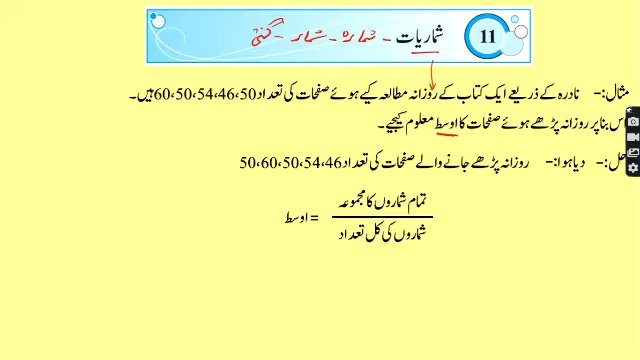 11 شماریات - شمارہ - شمار - گنتی
مثال:- نادرہ کے ذریعے ایک کتاب کے روزانہ مطالعہ کیے ہوئے صفحات کی تعداد 60،50،54،46،50 ہیں۔
اس بنا پر روزانہ پڑھے ہوئے صفحات کا اوسط معلوم کیجیے۔
حل:- دیا ہوا:- روزانہ پڑھے جانے والے صفحات کی تعداد 50،60،50،54،46
تمام شماروں کا مجموعہ
اوسط =
شماروں کی کل تعداد